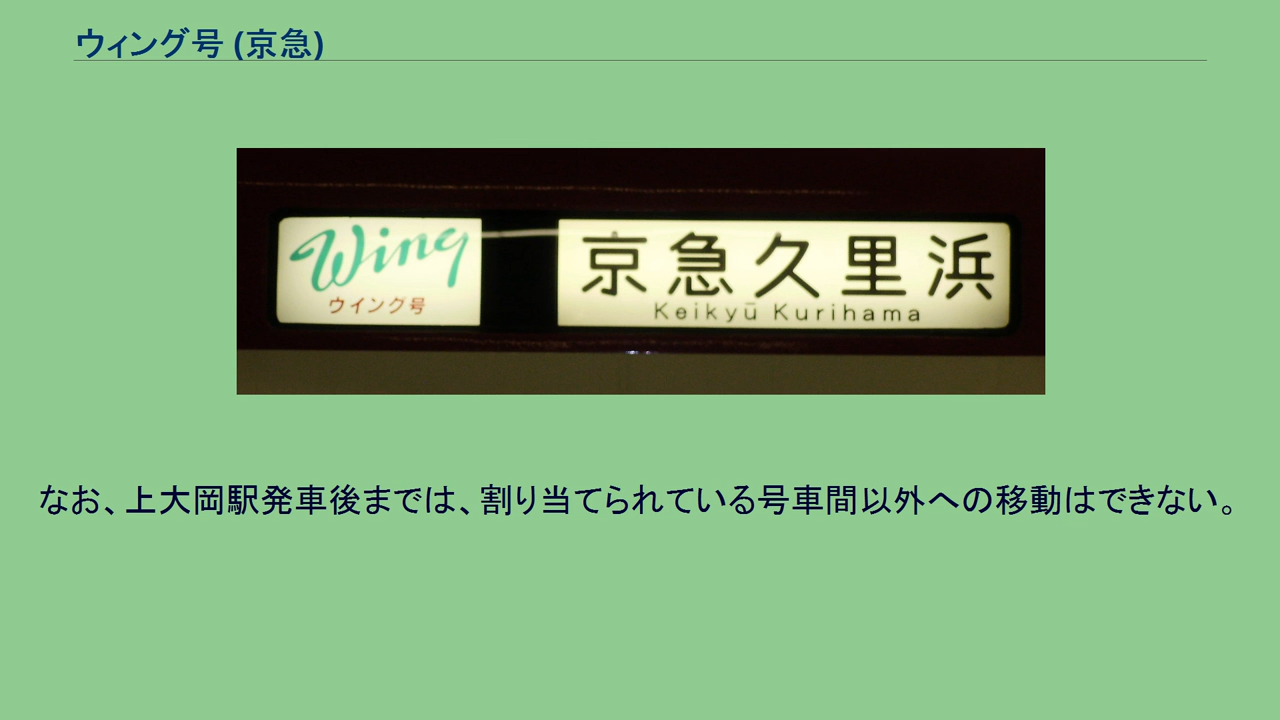 ウィング号 (京急)
Wing
ウイング号
京急久里浜
Keikyū Kurihama
なお、上大岡駅発車後までは、割り当てられている号車間以外への移動はできない。